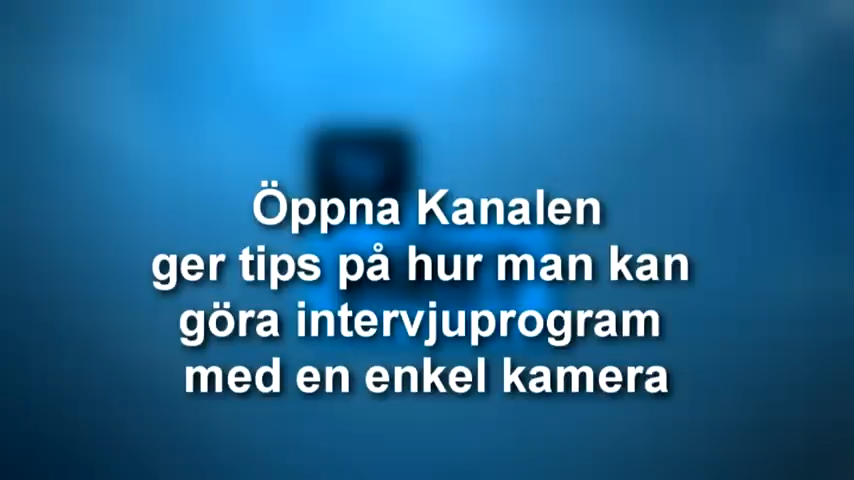 Öppna Kanalen
ger tips på hur man kan
göra intervjuprogram
med en enkel kamera